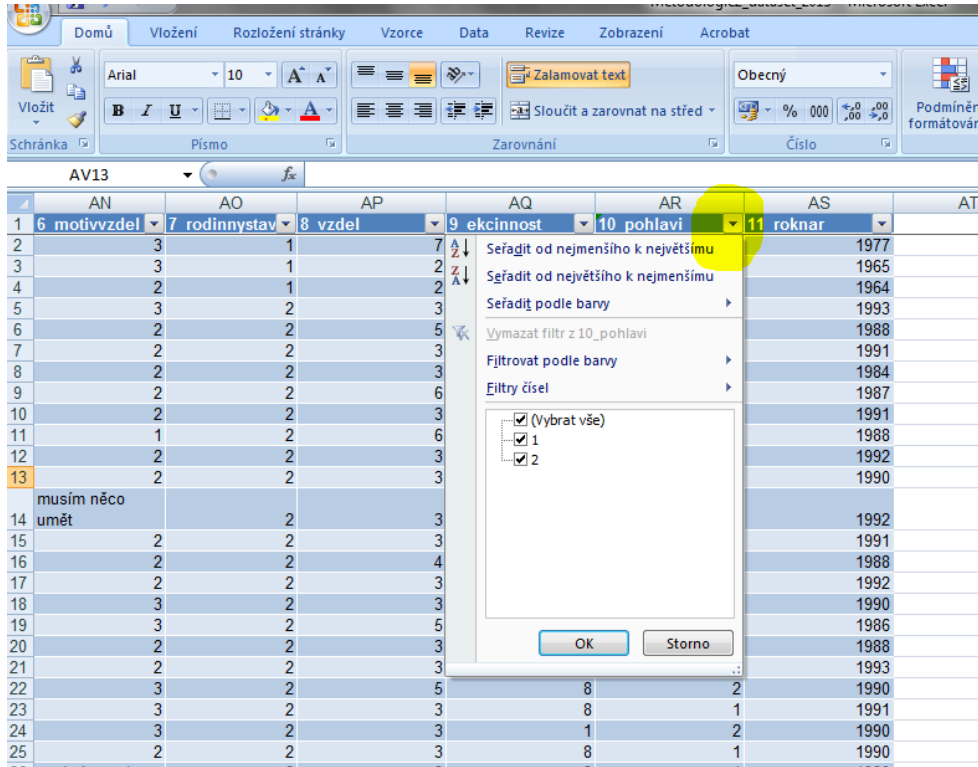 Domů Vložení Rozložení stránky Vzorce Data Revize Zobrazení Acrobat
Vložit
Arial 10
Zalamovat text
Sloučit a zarovnat na střed
Obecný
% 000
Schránka Písmo Zarovnání Číslo
AV13 fx
AN AO AP AQ AR AS AT
1 6 motivvzdel 7 rodinnystav 8 vzdel 9 ekcinnost 10 pohlavi 11 roknar
2 3 1 7 1977
3 3 1 2 1965
4 2 1 2 1964
5 3 2 3 1993
6 2 2 5 1988
7 2 2 3 1991
8 2 2 3 1984
9 2 2 6 1987
10 2 2 3 1991
11 1 2 6 1988
12 2 2 3 1992
13 2 2 3 1990
musím něco
14 umět 2 3 1992
15 2 2 3 1991
16 2 2 4 1988
17 2 2 3 1992
18 3 2 3 1990
19 3 2 5 1986
20 2 2 3 1988
21 2 2 3 1993
22 3 2 5 8 2 1990
23 3 2 3 8 1 1991
24 3 2 3 1 2 1990
25 2 2 3 8 1 1990
Seřadit od nejmenšího k největšímu
Seřadit od největšího k nejmenšímu
Seřadit podle barvy
Vymazat filtr z 10_pohlavi
Filtrovat podle barvy
Filtry čísel
(Vybrat vše)
1
2
OK Storno